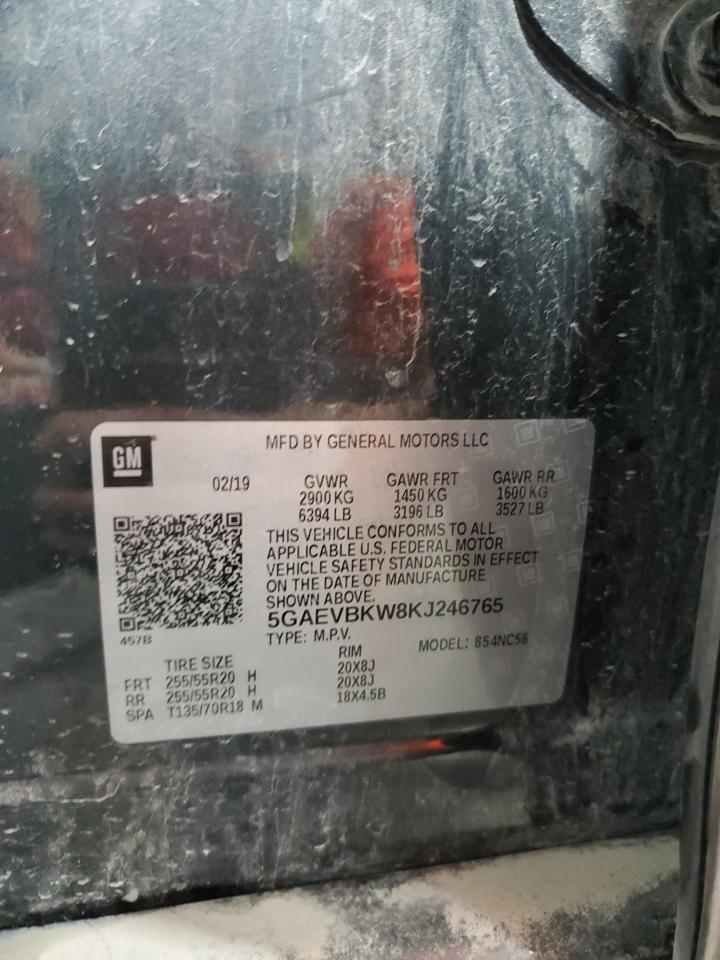 GM
MFD BY GENERAL MOTORS LLC
02/19
GVWR GAWR FRT GAWR RR
2900 KG 1450 KG 1600 KG
6394 LB 3196 LB 3527 LB
THIS VEHICLE CONFORMS TO ALL
APPLICABLE U.S. FEDERAL MOTOR
VEHICLE SAFETY STANDARDS IN EFFECT
ON THE DATE OF MANUFACTURE
SHOWN ABOVE.
5GAEVBKW8KJ246765
457B
TYPE: M.P.V. MODEL: 854NC56
TIRE SIZE RIM
FRT 255/55R20 H 20X8J
RR 255/55R20 H 20X8J
SPA T135/70R18 M 18X4.5B